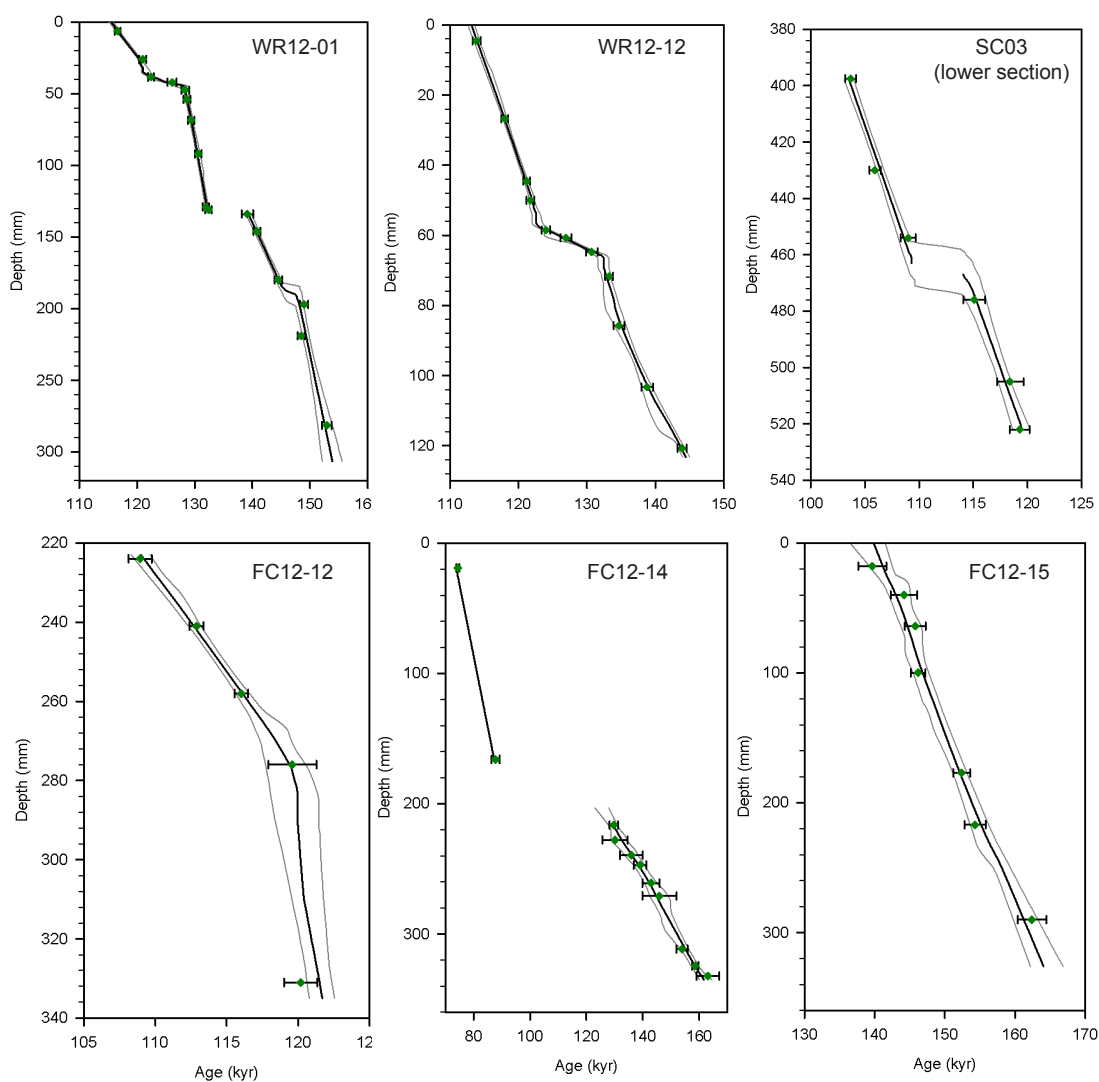 WR12-01
0
50
100
150
200
250
300
Depth (mm)
110 120 130 140 150 16
WR12-12
0
20
40
60
80
100
120
Depth (mm)
110 120 130 140 150
SC03
(lower section)
380
400
420
440
460
480
500
520
540
Depth (mm)
100 105 110 115 120 125
FC12-12
220
240
260
280
300
320
340
Depth (mm)
105 110 115 120 12
Age (kyr)
FC12-14
0
100
200
300
Depth (mm)
80 100 120 140 160
Age (kyr)
FC12-15
0
100
200
300
Depth (mm)
130 140 150 160 170
Age (kyr)